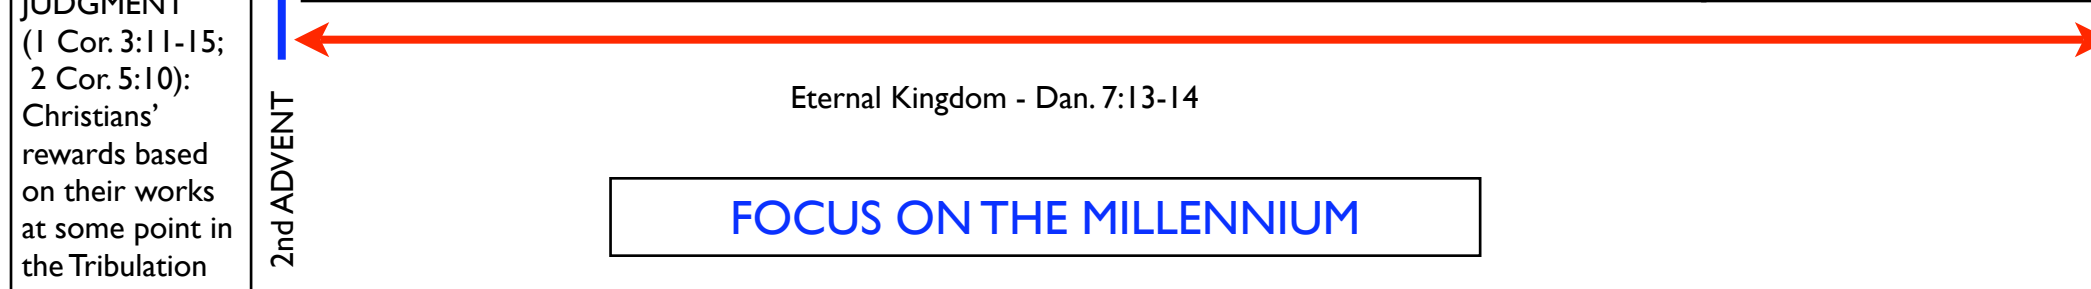 JUDGMENT
(1 Cor. 3:11-15;
2 Cor. 5:10):
Christians’
rewards based
on their works
at some point in
the Tribulation
2nd ADVENT
Eternal Kingdom - Dan. 7:13-14
FOCUS ON THE MILLENNIUM